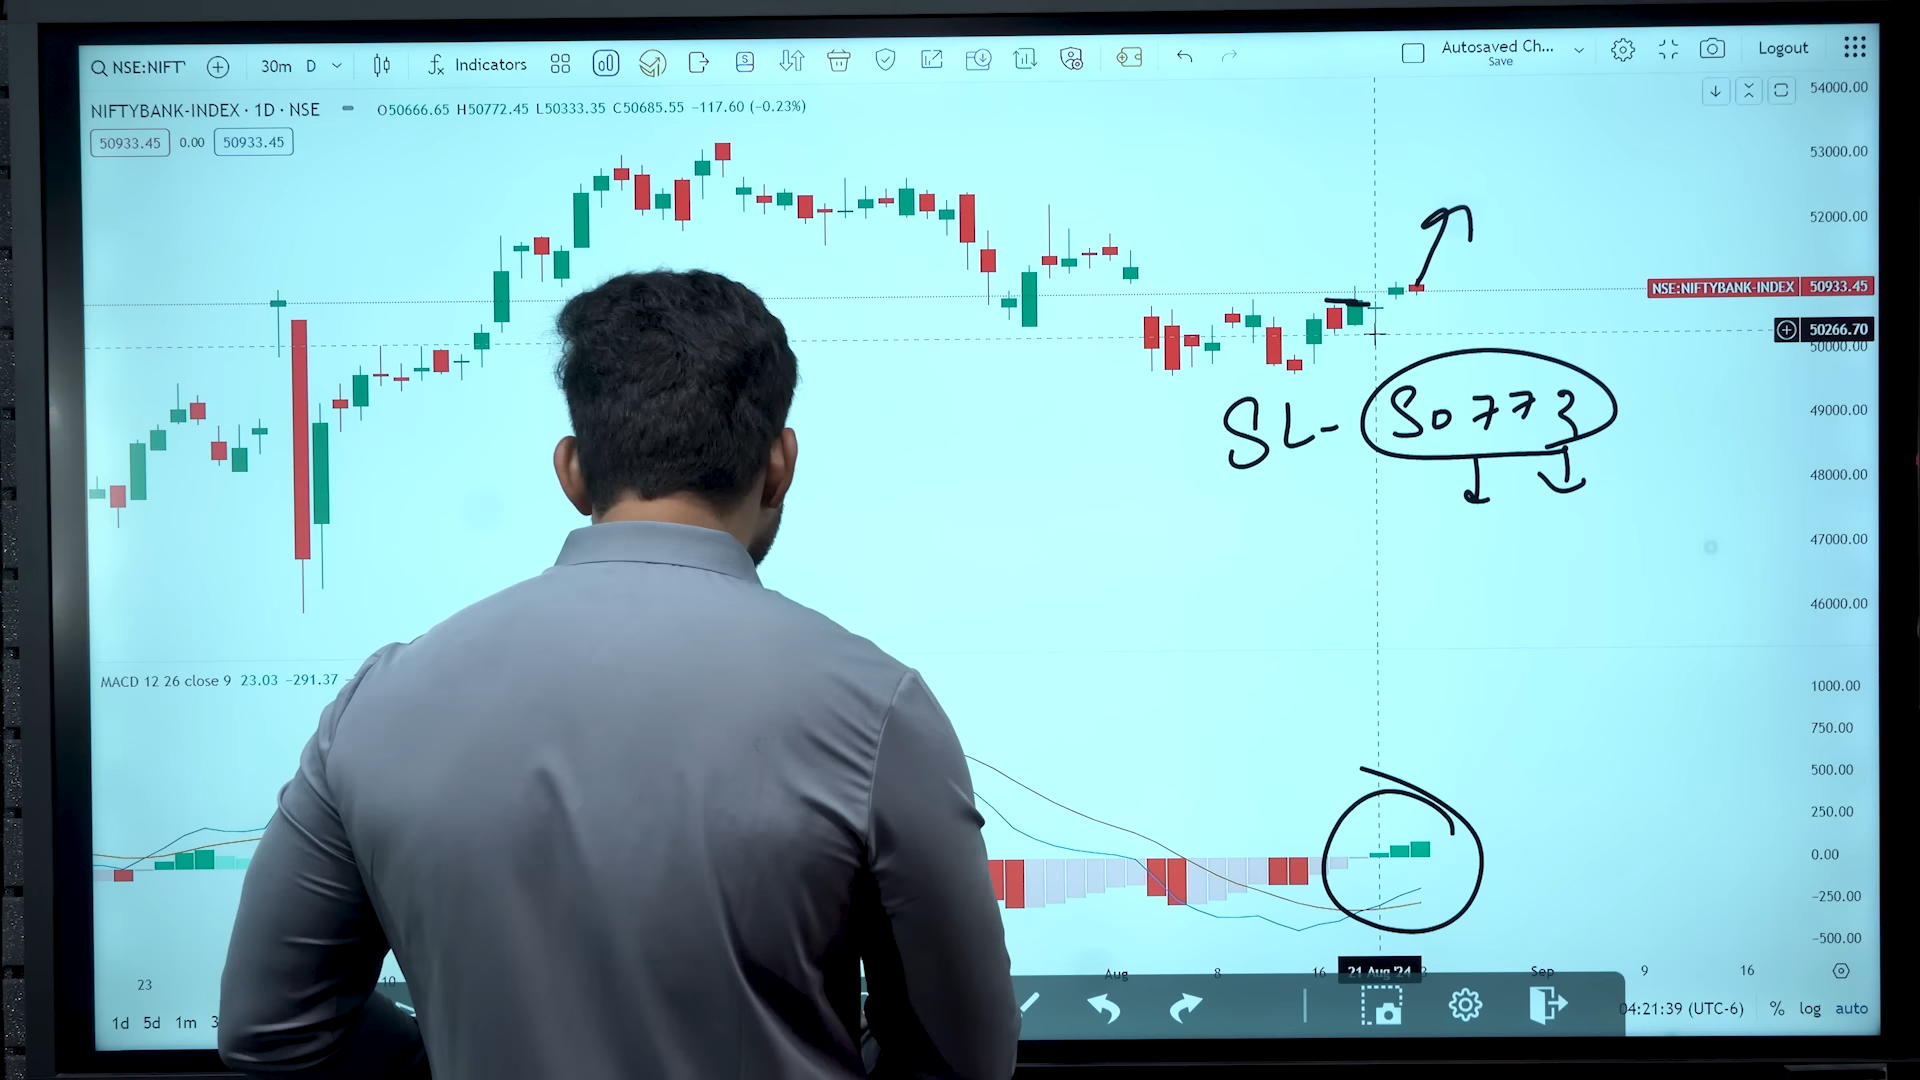 NSE:NIFT 30m D Indicators Autosaved Ch... Logout
Save
NIFTYBANK-INDEX · 1D · NSE O50666.65 H50772.45 L50333.35 C50685.55 −117.60 (−0.23%)
50933.45 0.00 50933.45
54000.00
53000.00
52000.00
NSE:NIFTYBANK-INDEX 50933.45
50266.70
50000.00
SL- 50773
49000.00
48000.00
47000.00
46000.00
MACD 12 26 close 9 23.03 −291.37
1000.00
750.00
500.00
250.00
0.00
−250.00
−500.00
23 10 Aug 8 16 21 Aug '24 Sep 9 16
1d 5d 1m 04:21:39 (UTC-6) % log auto